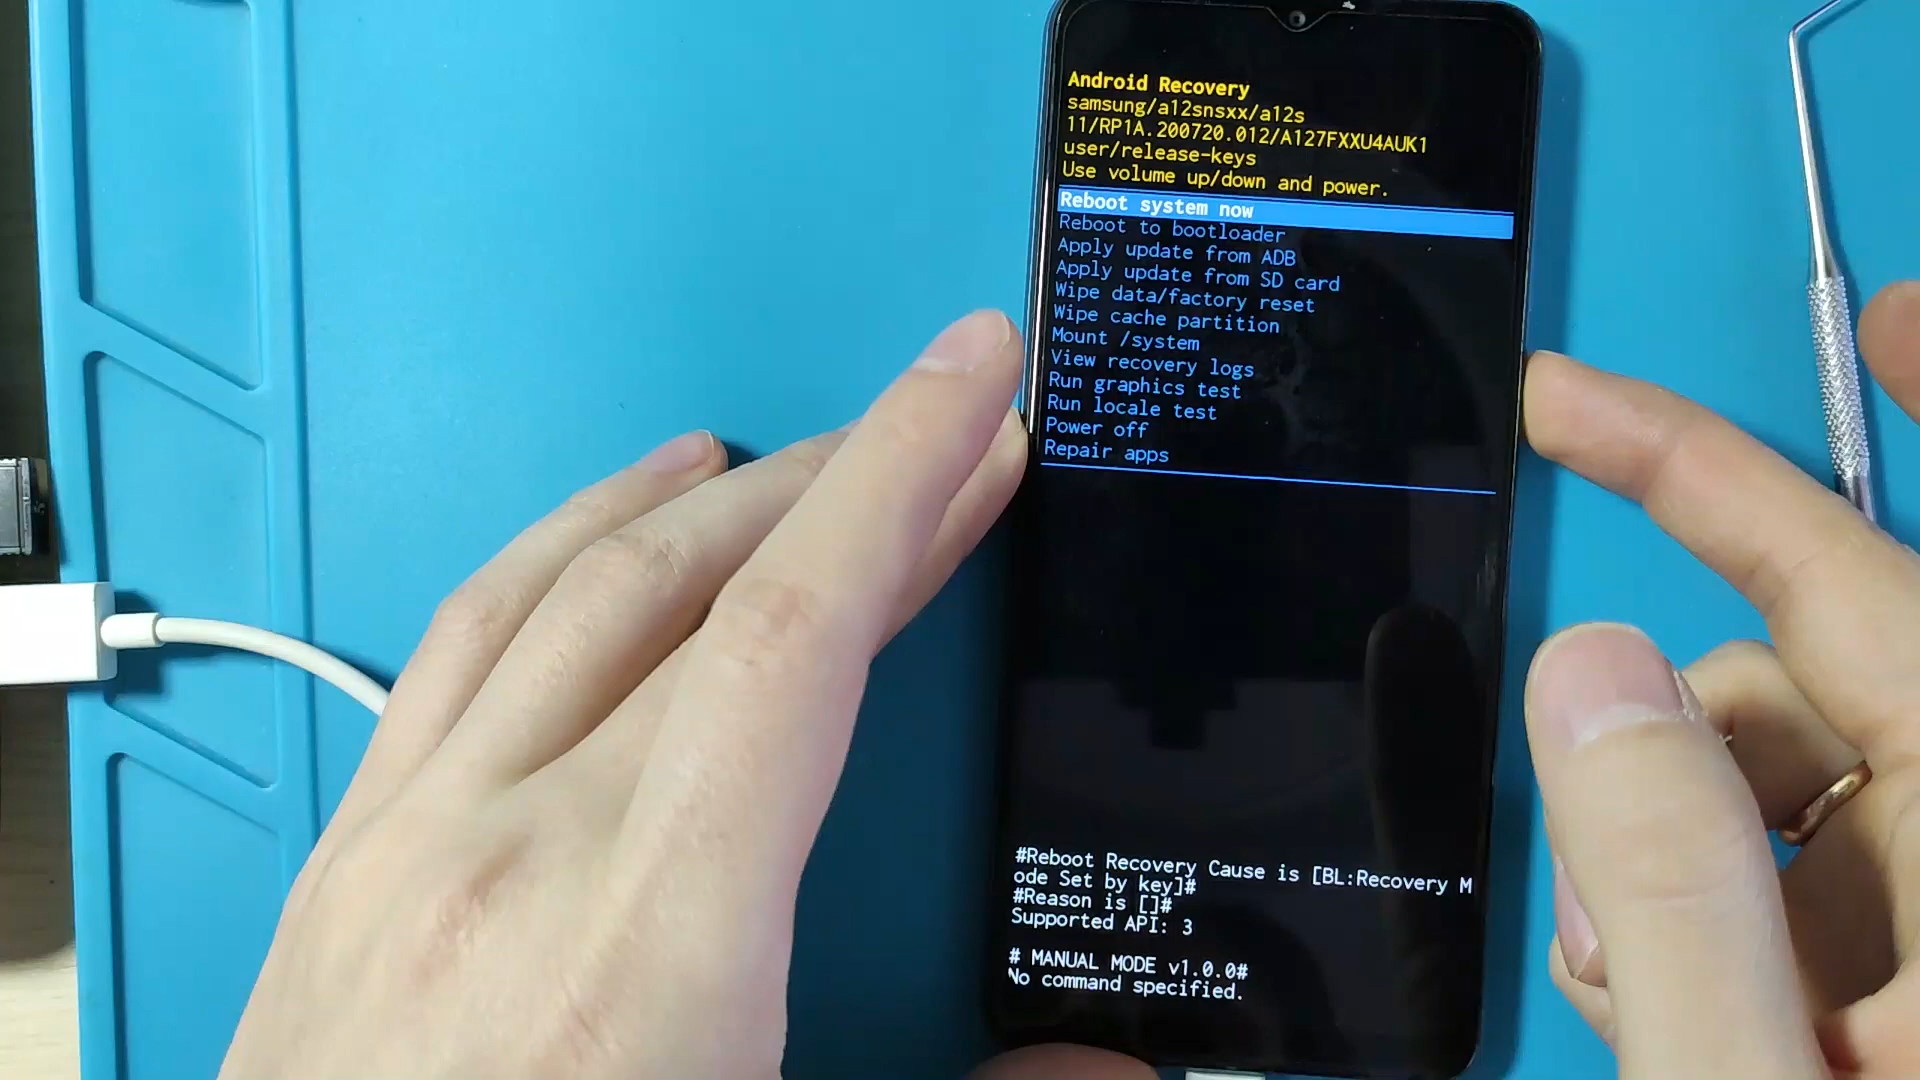 Android Recovery
samsung/a12snsxx/a12s
11/RP1A.200720.012/A127FXXU4AUK1
user/release-keys
Use volume up/down and power.
Reboot system now
Reboot to bootloader
Apply update from ADB
Apply update from SD card
Wipe data/factory reset
Wipe cache partition
Mount /system
View recovery logs
Run graphics test
Run locale test
Power off
Repair apps
#Reboot Recovery Cause is [BL:Recovery M
ode Set by key]#
#Reason is []#
Supported API: 3
# MANUAL MODE v1.0.0#
No command specified.